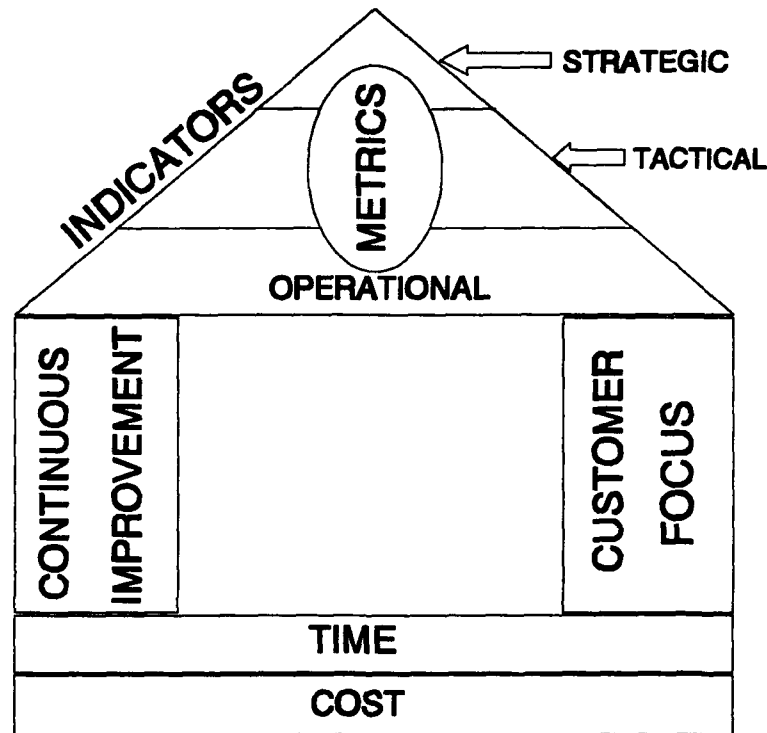 STRATEGIC
INDICATORS
METRICS
TACTICAL
OPERATIONAL
CONTINUOUS
IMPROVEMENT
CUSTOMER
FOCUS
TIME
COST